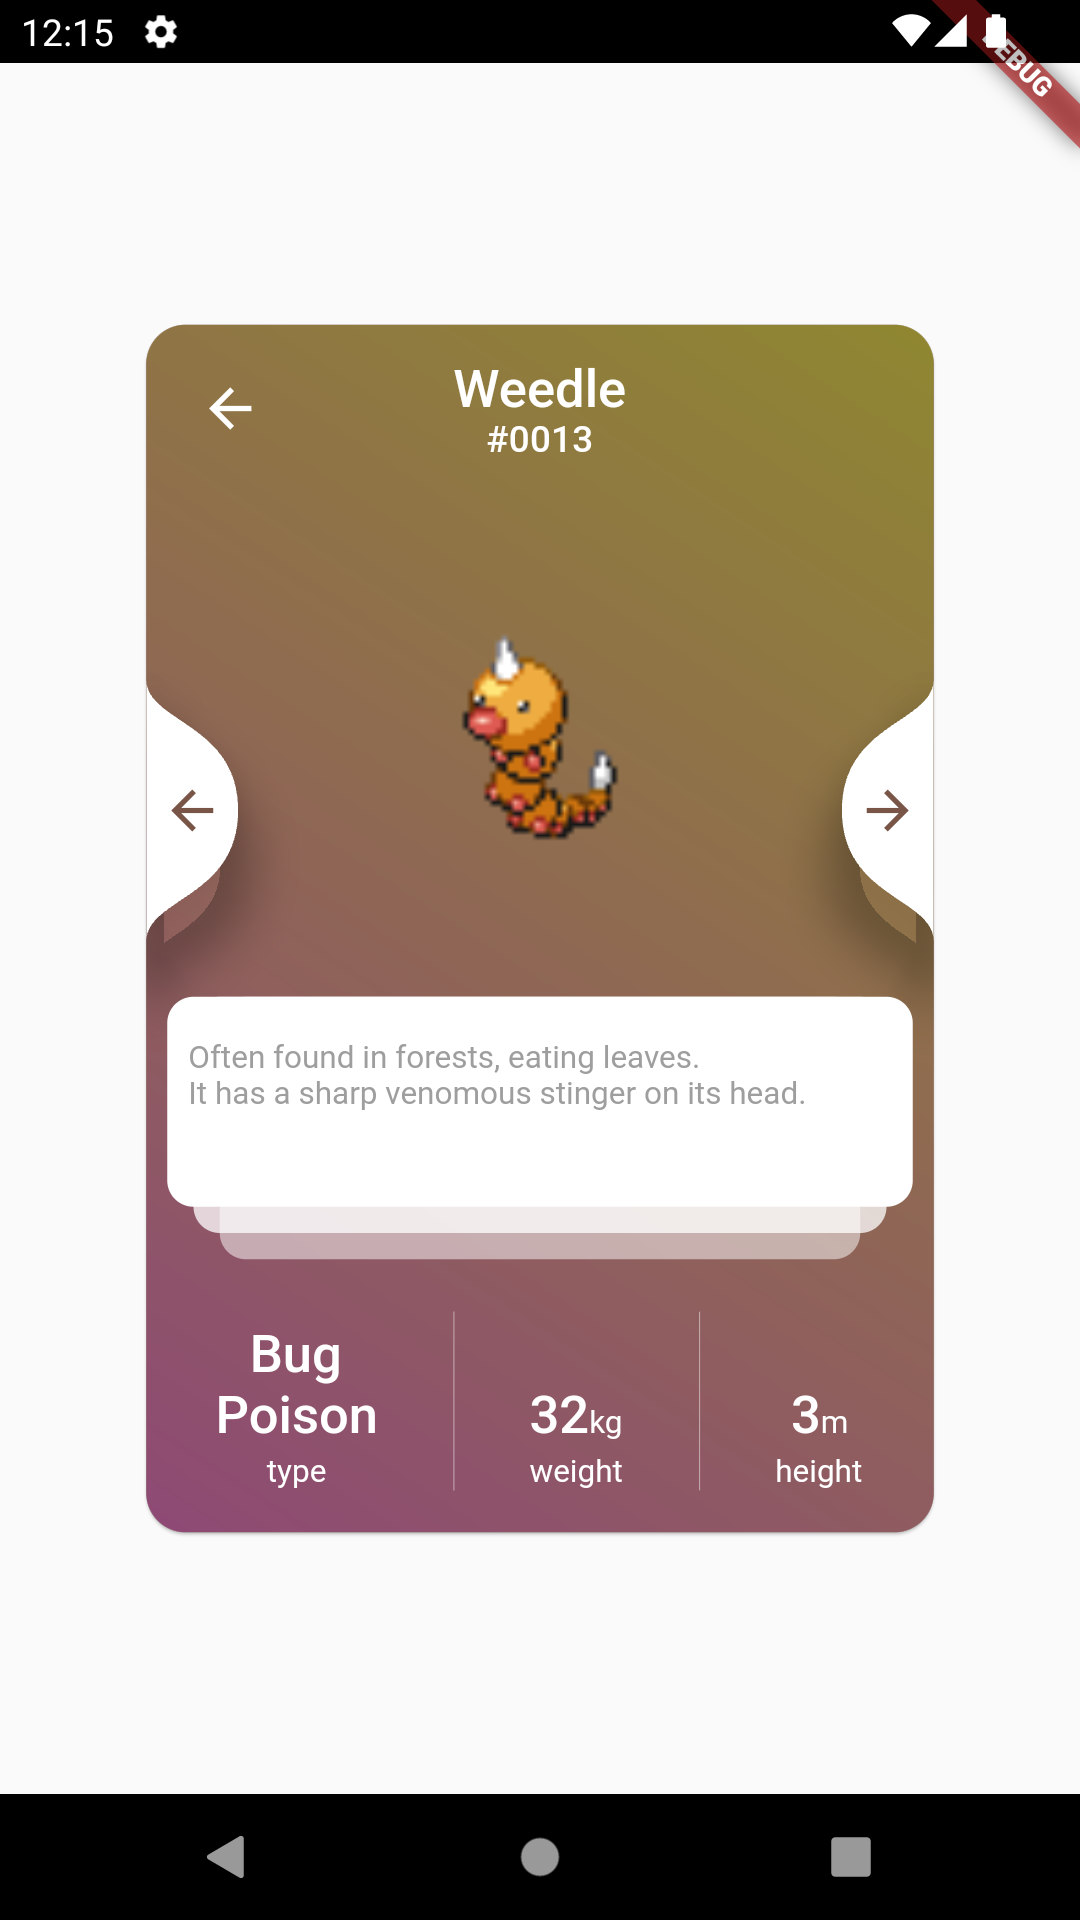 12:15
DEBUG
Weedle
#0013
Often found in forests, eating leaves.
It has a sharp venomous stinger on its head.
Bug
Poison
type
32kg
weight
3m
height